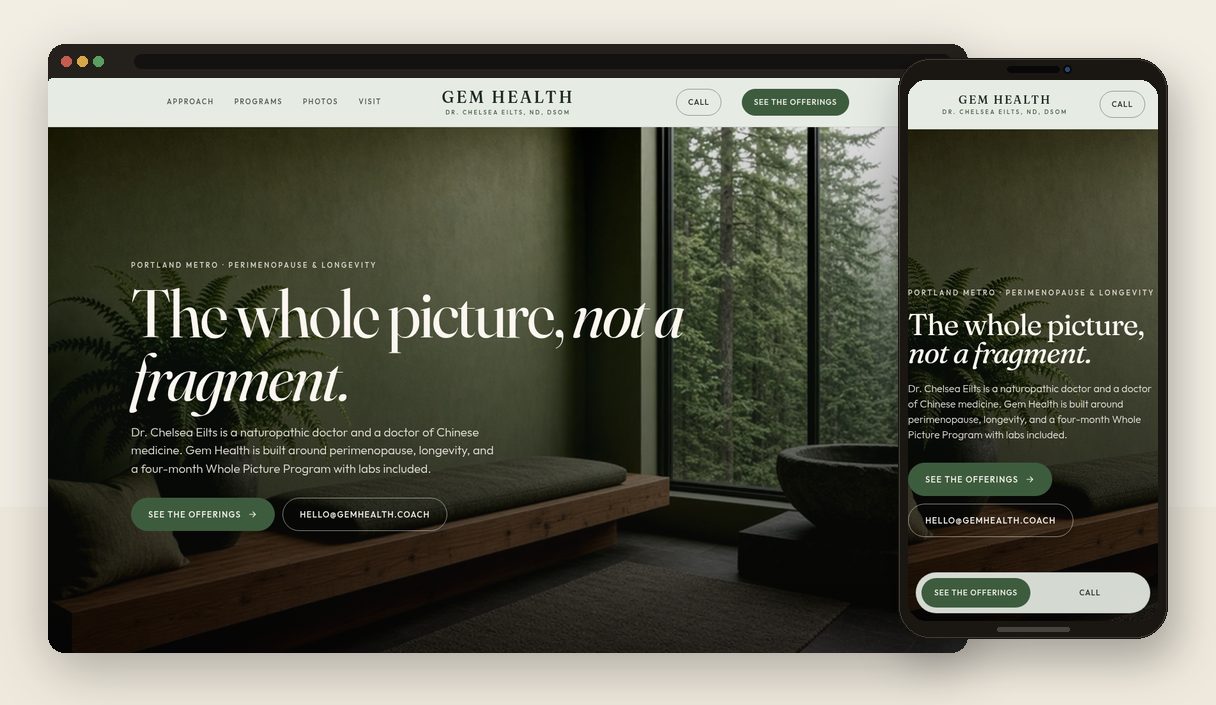 APPROACH PROGRAMS PHOTOS VISIT
GEM HEALTH
DR. CHELSEA EILTS, ND, DSOM
CALL
SEE THE OFFERINGS
PORTLAND METRO · PERIMENOPAUSE & LONGEVITY
The whole picture, not a
fragment.
Dr. Chelsea Eilts is a naturopathic doctor and a doctor of Chinese
medicine. Gem Health is built around perimenopause, longevity, and
a four-month Whole Picture Program with labs included.
SEE THE OFFERINGS →
HELLO@GEMHEALTH.COACH
GEM HEALTH
DR. CHELSEA EILTS, ND, DSOM
CALL
PORTLAND METRO · PERIMENOPAUSE & LONGEVITY
The whole picture,
not a fragment.
Dr. Chelsea Eilts is a naturopathic doctor and a doctor
of Chinese medicine. Gem Health is built around
perimenopause, longevity, and a four-month Whole
Picture Program with labs included.
SEE THE OFFERINGS →
HELLO@GEMHEALTH.COACH
SEE THE OFFERINGS
CALL